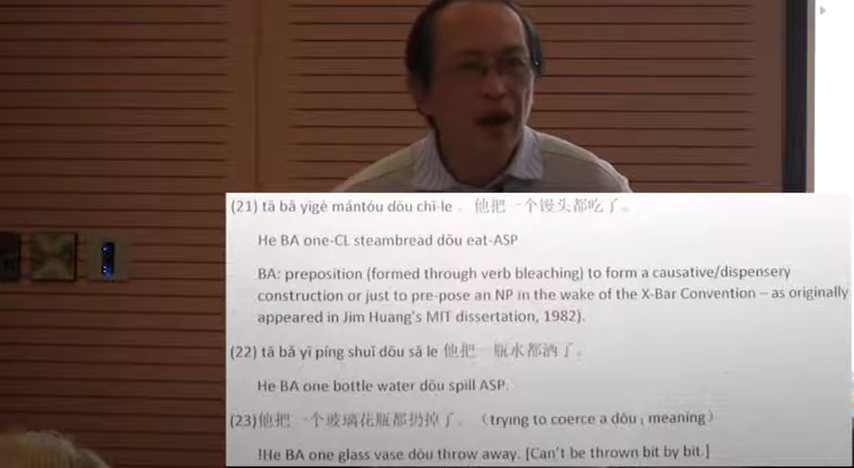 (21) tā bǎ yīgè mántóu dōu chī-le 。 他把一个馒头都吃了。
He BA one-CL steambread dōu eat-ASP
BA: preposition (formed through verb bleaching) to form a causative/dispensery
construction or just to pre-pose an NP in the wake of the X-Bar Convention – as originally
appeared in Jim Huang's MIT dissertation, 1982).
(22) tā bǎ yī píng shuǐ dōu sǎ le 他把一瓶水都洒了。
He BA one bottle water dōu spill ASP.
(23)他把一个玻璃花瓶都扔掉了。 (trying to coerce a dōu₁ meaning)
!He BA one glass vase dōu throw away. [Can't be thrown bit by bit.]